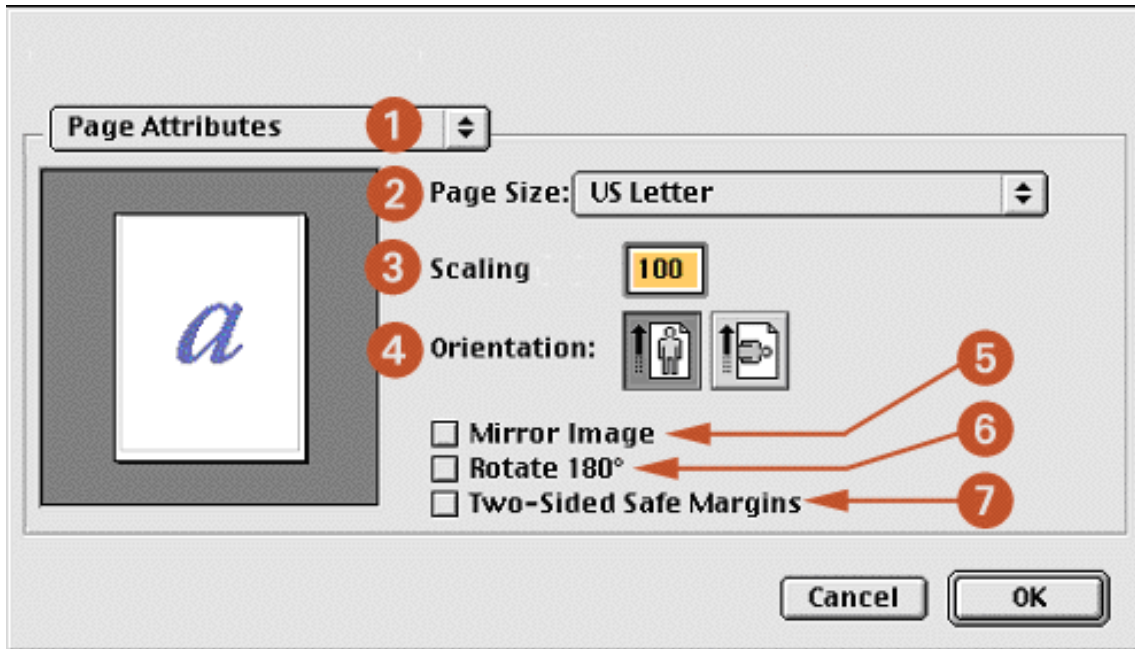 Page Attributes 1
2 Page Size: US Letter
3 Scaling 100
a
4 Orientation:
5
Mirror Image
6
Rotate 180°
Two-Sided Safe Margins 7
Cancel OK